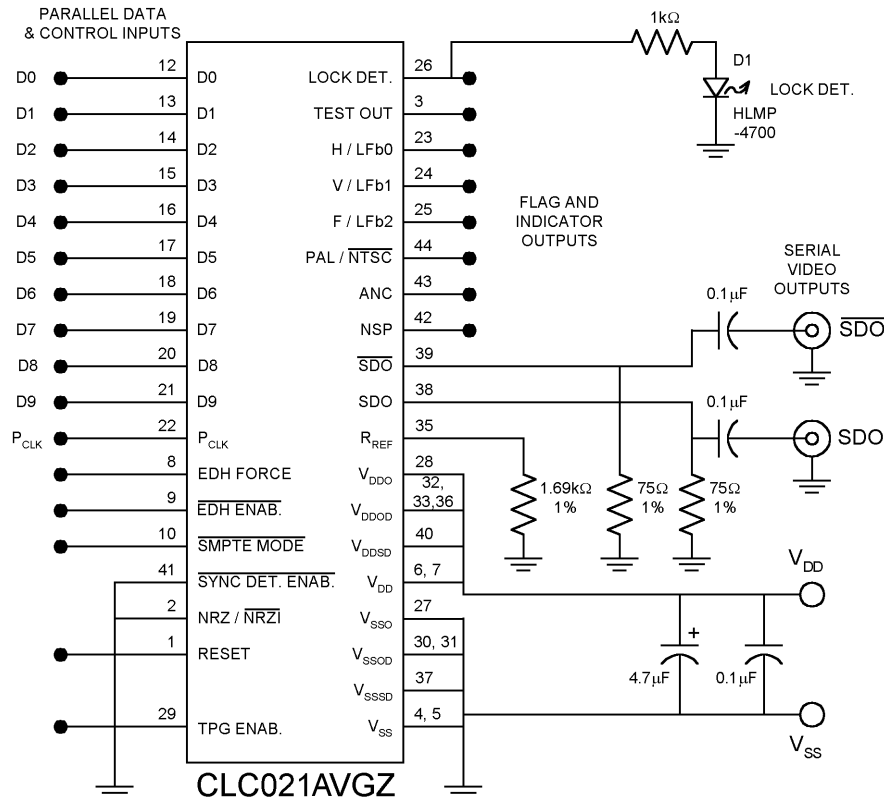 PARALLEL DATA
& CONTROL INPUTS
D0 12 D0
D1 13 D1
D2 14 D2
D3 15 D3
D4 16 D4
D5 17 D5
D6 18 D6
D7 19 D7
D8 20 D8
D9 21 D9
PCLK 22 PCLK
8 EDH FORCE
9 EDH ENAB.
10 SMPTE MODE
41 SYNC DET. ENAB.
2 NRZ / NRZI
1 RESET
29 TPG ENAB.
LOCK DET. 26
TEST OUT 3
H / LFb0 23
V / LFb1 24
F / LFb2 25
PAL / NTSC 44
ANC 43
NSP 42
SDO 39
SDO 38
RREF 35
VDDO 28
VDDOD 32,
33,36
VDDSD 40
VDD 6, 7
VSSO 27
VSSOD 30, 31
VSSSD 37
VSS 4, 5
CLC021AVGZ
1kΩ
D1
LOCK DET.
HLMP
-4700
FLAG AND
INDICATOR
OUTPUTS
SERIAL
VIDEO
OUTPUTS
0.1µF
SDO
0.1µF
SDO
1.69kΩ
1%
75Ω
1%
75Ω
1%
VDD
+
4.7µF
0.1µF
VSS